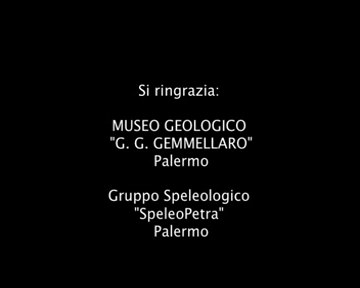 Si ringrazia:
MUSEO GEOLOGICO
"G. G. GEMMELLARO"
Palermo
Gruppo Speleologico
"SpeleoPetra"
Palermo